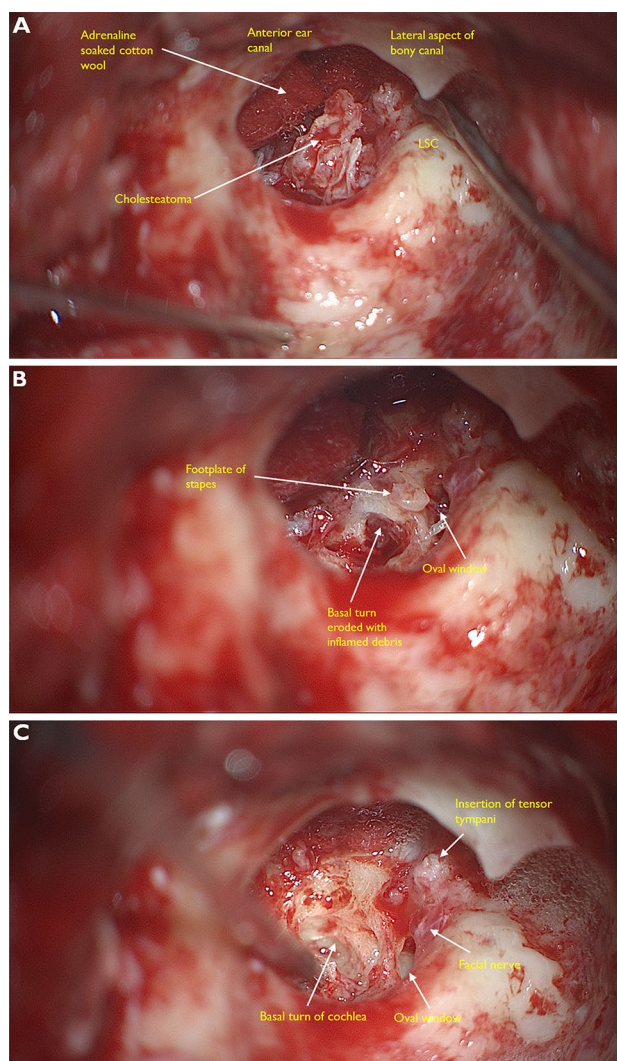 A
Adrenaline
soaked cotton
wool
Anterior ear
canal
Lateral aspect of
bony canal
LSC
Cholesteatoma
B
Footplate of
stapes
Oval window
Basal turn
eroded with
inflamed debris
C
Insertion of tensor
tympani
Facial nerve
Basal turn of cochlea
Oval window